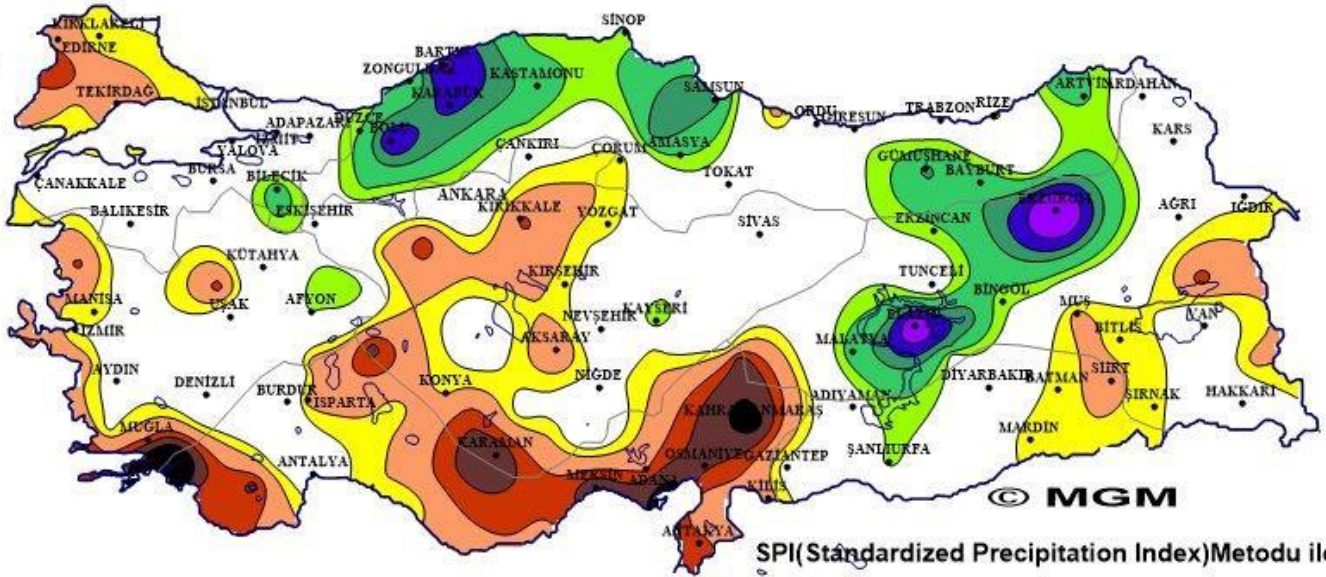 SİNOP
KIRKLARELİ
EDİRNE
BARTIN
ZONGULDAK
KASTAMONU
TEKİRDAĞ
KARABÜK
SAMSUN
ARTVİN
ARDAHAN
İSTANBUL
ORDU
TRABZON
RİZE
ADAPAZARI
DÜZCE
GİRESUN
İZMİT
BOLU
KARS
YALOVA
ÇANKIRI
ÇORUM
AMASYA
GÜMÜŞHANE
BURSA
BİLECİK
TOKAT
BAYBURT
ÇANAKKALE
ANKARA
ERZURUM
BALIKESİR
ESKİŞEHİR
KIRIKKALE
YOZGAT
SİVAS
ERZİNCAN
AĞRI
IĞDIR
KÜTAHYA
KIRŞEHİR
TUNCELİ
MANİSA
UŞAK
AFYON
KAYSERİ
BİNGÖL
MUŞ
İZMİR
NEVŞEHİR
ELAZIĞ
BİTLİS
VAN
AKSARAY
MALATYA
AYDIN
DENİZLİ
BURDUR
ISPARTA
KONYA
NİĞDE
ADIYAMAN
DİYARBAKIR
BATMAN
SİİRT
ŞIRNAK
HAKKARİ
KAHRAMANMARAŞ
MUĞLA
KARAMAN
MARDİN
ANTALYA
OSMANİYE
GAZİANTEP
ŞANLIURFA
MERSİN
ADANA
KİLİS
© MGM
ANTAKYA
SPI(Standardized Precipitation Index)Metodu ile